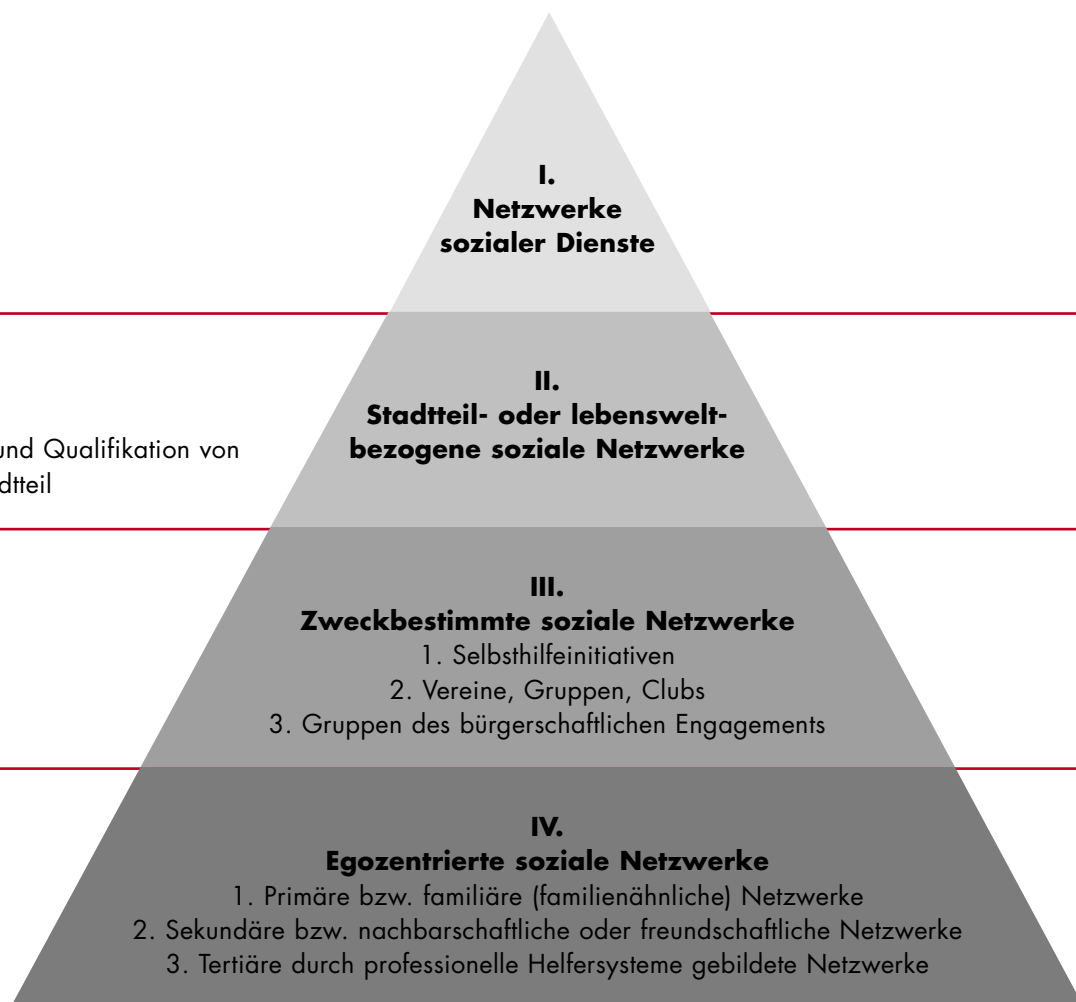 I.
Netzwerke
sozialer Dienste
II.
Stadtteil- oder lebenswelt-
bezogene soziale Netzwerke
und Qualifikation von
dtteil
III.
Zweckbestimmte soziale Netzwerke
1. Selbsthilfeinitiativen
2. Vereine, Gruppen, Clubs
3. Gruppen des bürgerschaftlichen Engagements
IV.
Egozentrierte soziale Netzwerke
1. Primäre bzw. familiäre (familienähnliche) Netzwerke
2. Sekundäre bzw. nachbarschaftliche oder freundschaftliche Netzwerke
3. Tertiäre durch professionelle Helfersysteme gebildete Netzwerke